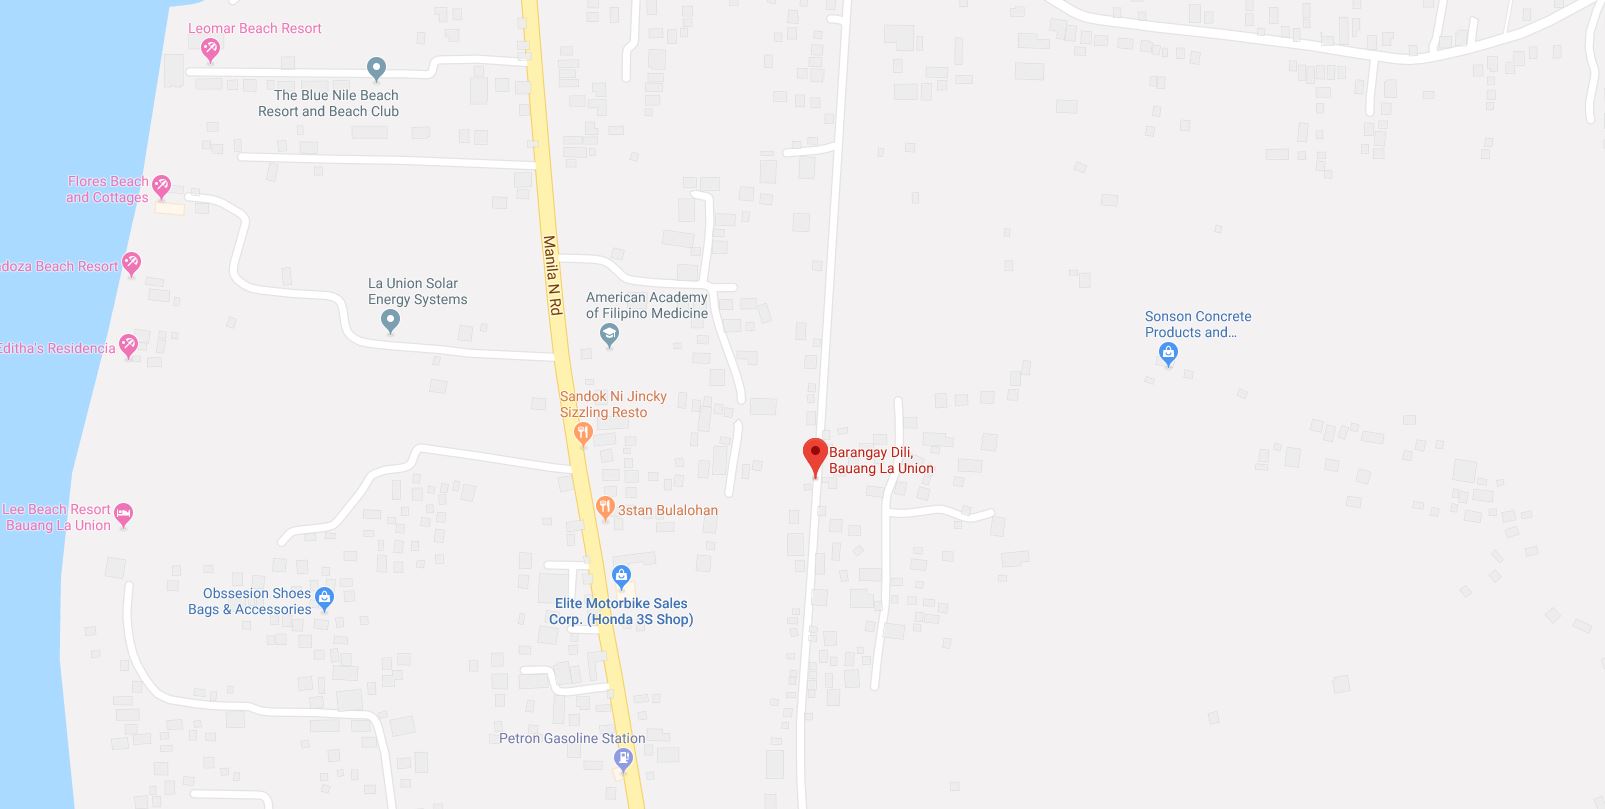 Leomar Beach Resort
The Blue Nile Beach
Resort and Beach Club
Flores Beach
and Cottages
Manila N Rd
Beach Resort
La Union Solar
Energy Systems
American Academy
of Filipino Medicine
Sonson Concrete
Products and...
Editha's Residencia
Sandok Ni Jincky
Sizzling Resto
Barangay Dili,
Bauang La Union
Lee Beach Resort
Bauang La Union
3stan Bulalohan
Obssesion Shoes
Bags & Accessories
Elite Motorbike Sales
Corp. (Honda 3S Shop)
Petron Gasoline Station